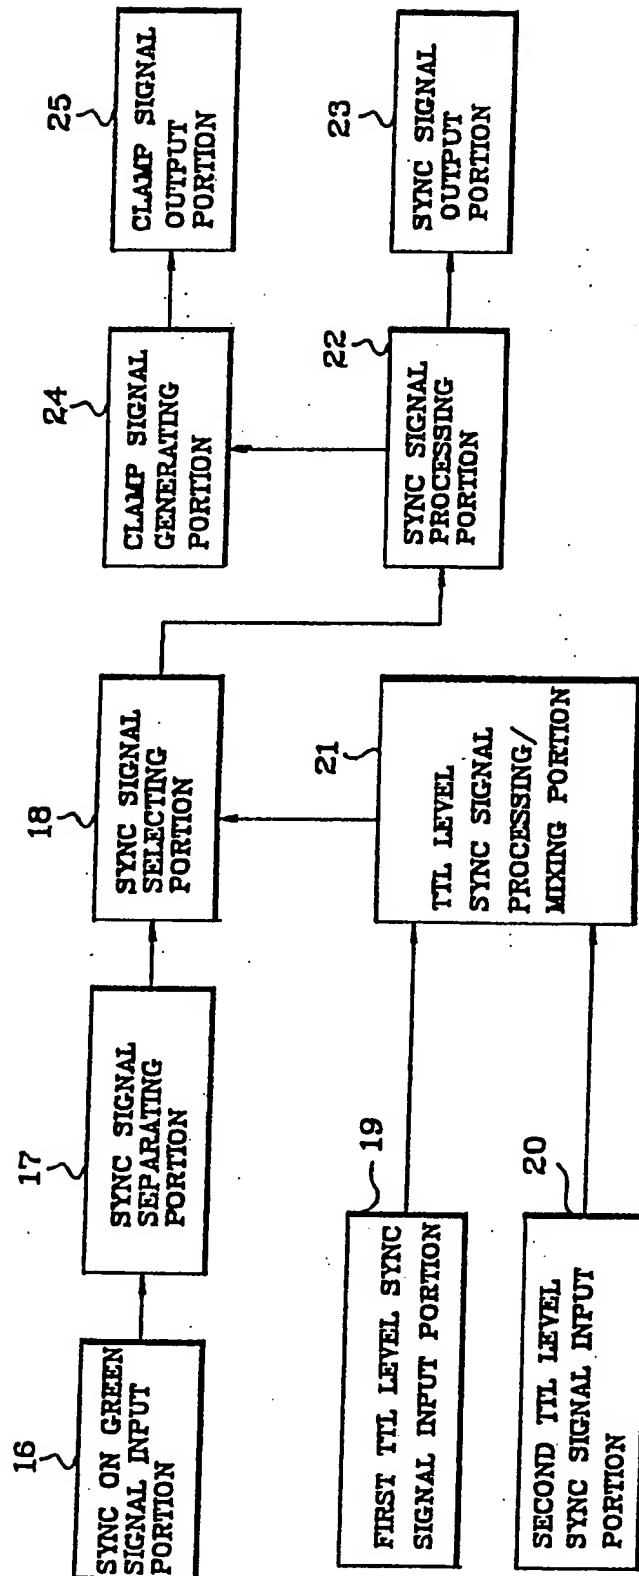 16
SYNC ON GREEN
SIGNAL INPUT
PORTION
17
SYNC SIGNAL
SEPARATING
PORTION
18
SYNC SIGNAL
SELECTING
PORTION
24
CLAMP SIGNAL
GENERATING
PORTION
25
CLAMP SIGNAL
OUTPUT
PORTION
19
FIRST TTL LEVEL SYNC
SIGNAL INPUT PORTION
20
SECOND TTL LEVEL
SYNC SIGNAL INPUT
PORTION
21
TTL LEVEL
SYNC SIGNAL
PROCESSING/
MIXING PORTION
22
SYNC SIGNAL
PROCESSING
PORTION
23
SYNC SIGNAL
OUTPUT
PORTION